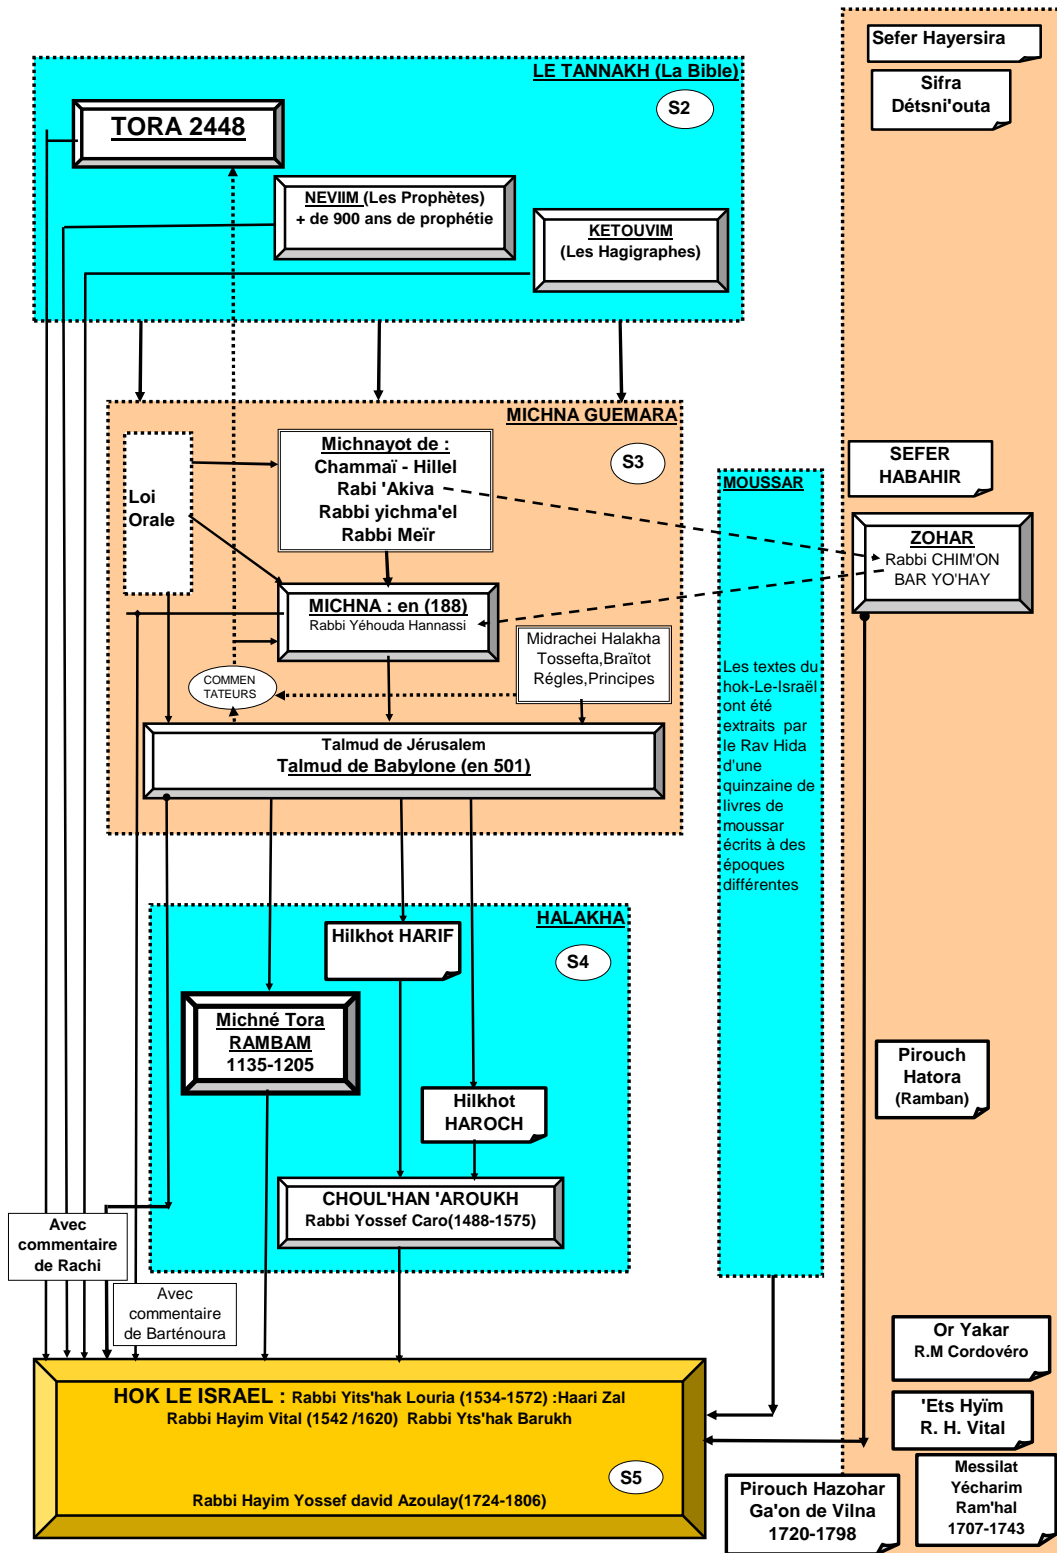 LE TANNAKH (La Bible)
S2
TORA 2448
NEVIIM (Les Prophètes)
+ de 900 ans de prophétie
KETOUVIM
(Les Hagigraphes)
Sefer Hayersira
Sifra
Détsni'outa
MICHNA GUEMARA
S3
Loi
Orale
Michnayot de :
Chammaï - Hillel
Rabi 'Akiva
Rabbi yichma'el
Rabbi Meïr
MICHNA : en (188)
Rabbi Yéhouda Hannassi
Midrachei Halakha
Tossefta,Braïtot
Régles,Principes
COMMEN
TATEURS
Talmud de Jérusalem
Talmud de Babylone (en 501)
MOUSSAR
Les textes du
hok-Le-Israël
ont été
extraits par
le Rav Hida
d'une
quinzaine de
livres de
moussar
écrits à des
époques
différentes
SEFER
HABAHIR
ZOHAR
Rabbi CHIM'ON
BAR YO'HAY
HALAKHA
S4
Hilkhot HARIF
Michné Tora
RAMBAM
1135-1205
Hilkhot
HAROCH
CHOUL'HAN 'AROUKH
Rabbi Yossef Caro(1488-1575)
Pirouch
Hatora
(Ramban)
Avec
commentaire
de Rachi
Avec
commentaire
de Barténoura
HOK LE ISRAEL : Rabbi Yits'hak Louria (1534-1572) :Haari Zal
Rabbi Hayim Vital (1542 /1620) Rabbi Yts'hak Barukh
S5
Rabbi Hayim Yossef david Azoulay(1724-1806)
Or Yakar
R.M Cordovéro
'Ets Hyïm
R. H. Vital
Pirouch Hazohar
Ga'on de Vilna
1720-1798
Messilat
Yécharim
Ram'hal
1707-1743